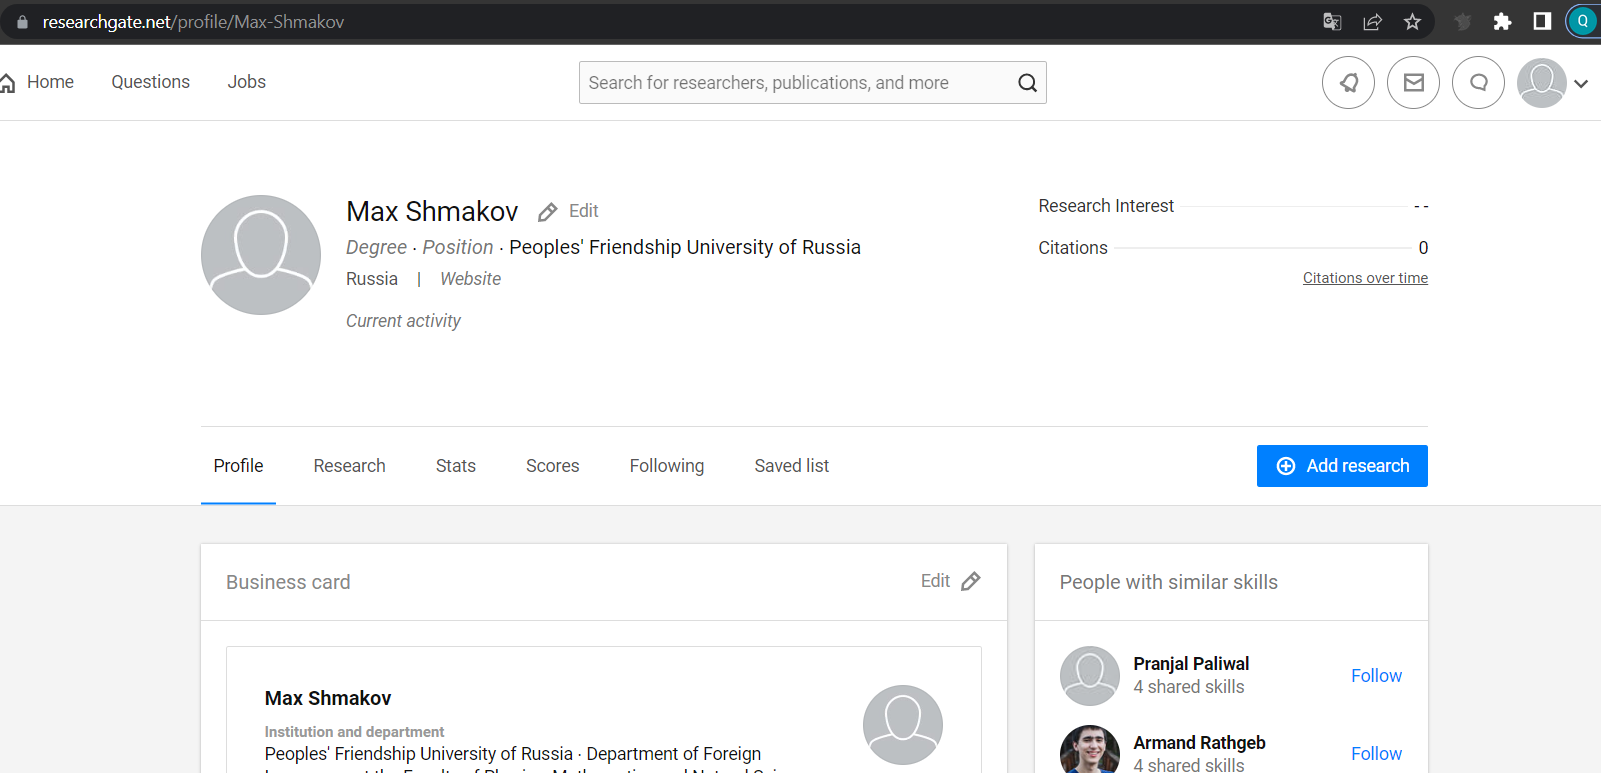 researchgate.net/profile/Max-Shmakov
Q
Home Questions Jobs
Search for researchers, publications, and more
Max Shmakov Edit
Degree · Position · Peoples' Friendship University of Russia
Russia | Website
Current activity
Research Interest - -
Citations 0
Citations over time
Profile Research Stats Scores Following Saved list
Add research
Business card Edit
Max Shmakov
Institution and department
Peoples' Friendship University of Russia · Department of Foreign
People with similar skills
Pranjal Paliwal
4 shared skills
Follow
Armand Rathgeb
4 shared skills
Follow